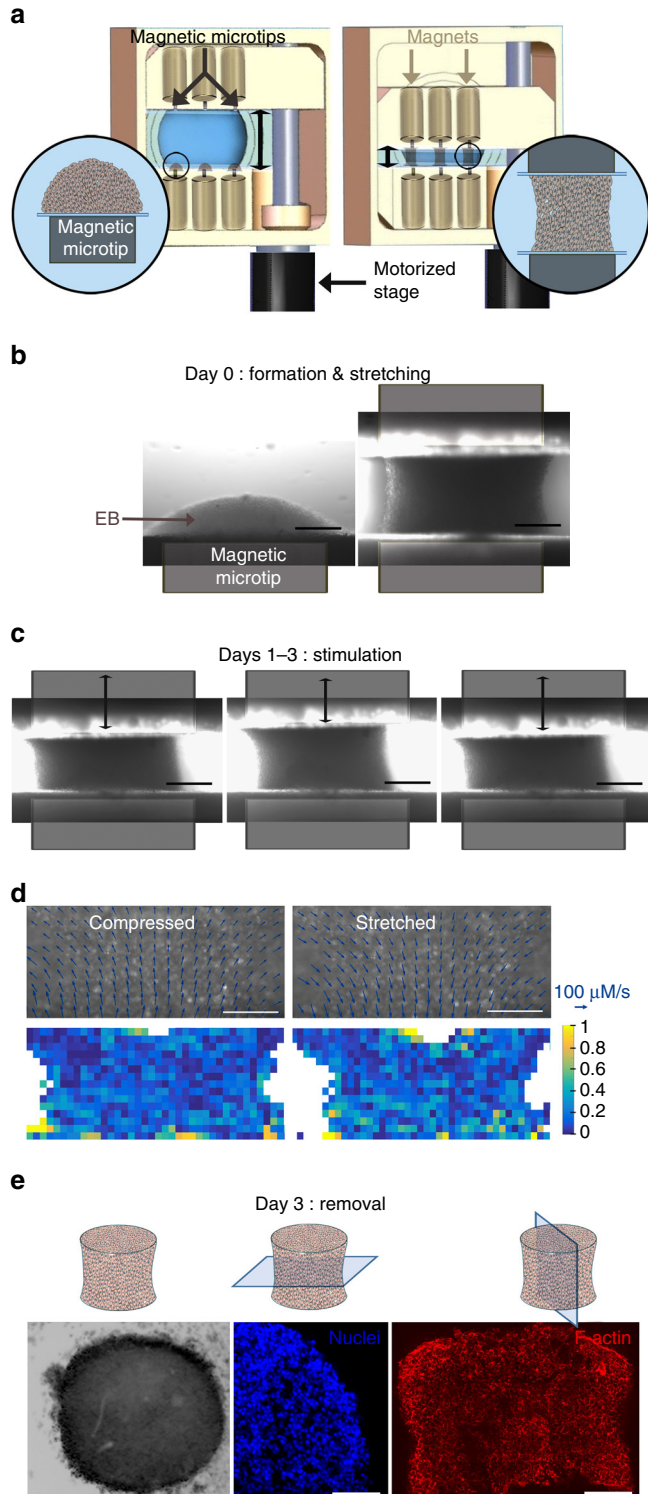 a
Magnetic microtips
Magnets
Magnetic
microtip
Motorized
stage
b
Day 0 : formation & stretching
EB
Magnetic
microtip
c
Days 1–3 : stimulation
d
Compressed
Stretched
100 μM/s
1
0.8
0.6
0.4
0.2
0
e
Day 3 : removal
Nuclei
F-actin